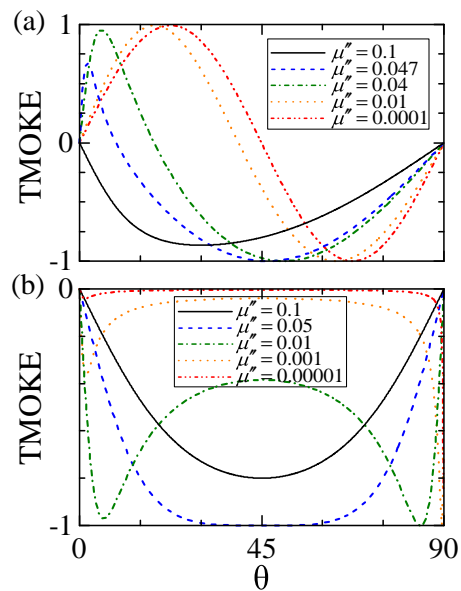 (a)
1
μ″ = 0.1
μ″ = 0.047
μ″ = 0.04
μ″ = 0.01
μ″ = 0.0001
TMOKE
0
-1
(b)
0
μ″ = 0.1
μ″ = 0.05
μ″ = 0.01
μ″ = 0.001
μ″ = 0.00001
TMOKE
-1
0
45
90
θ